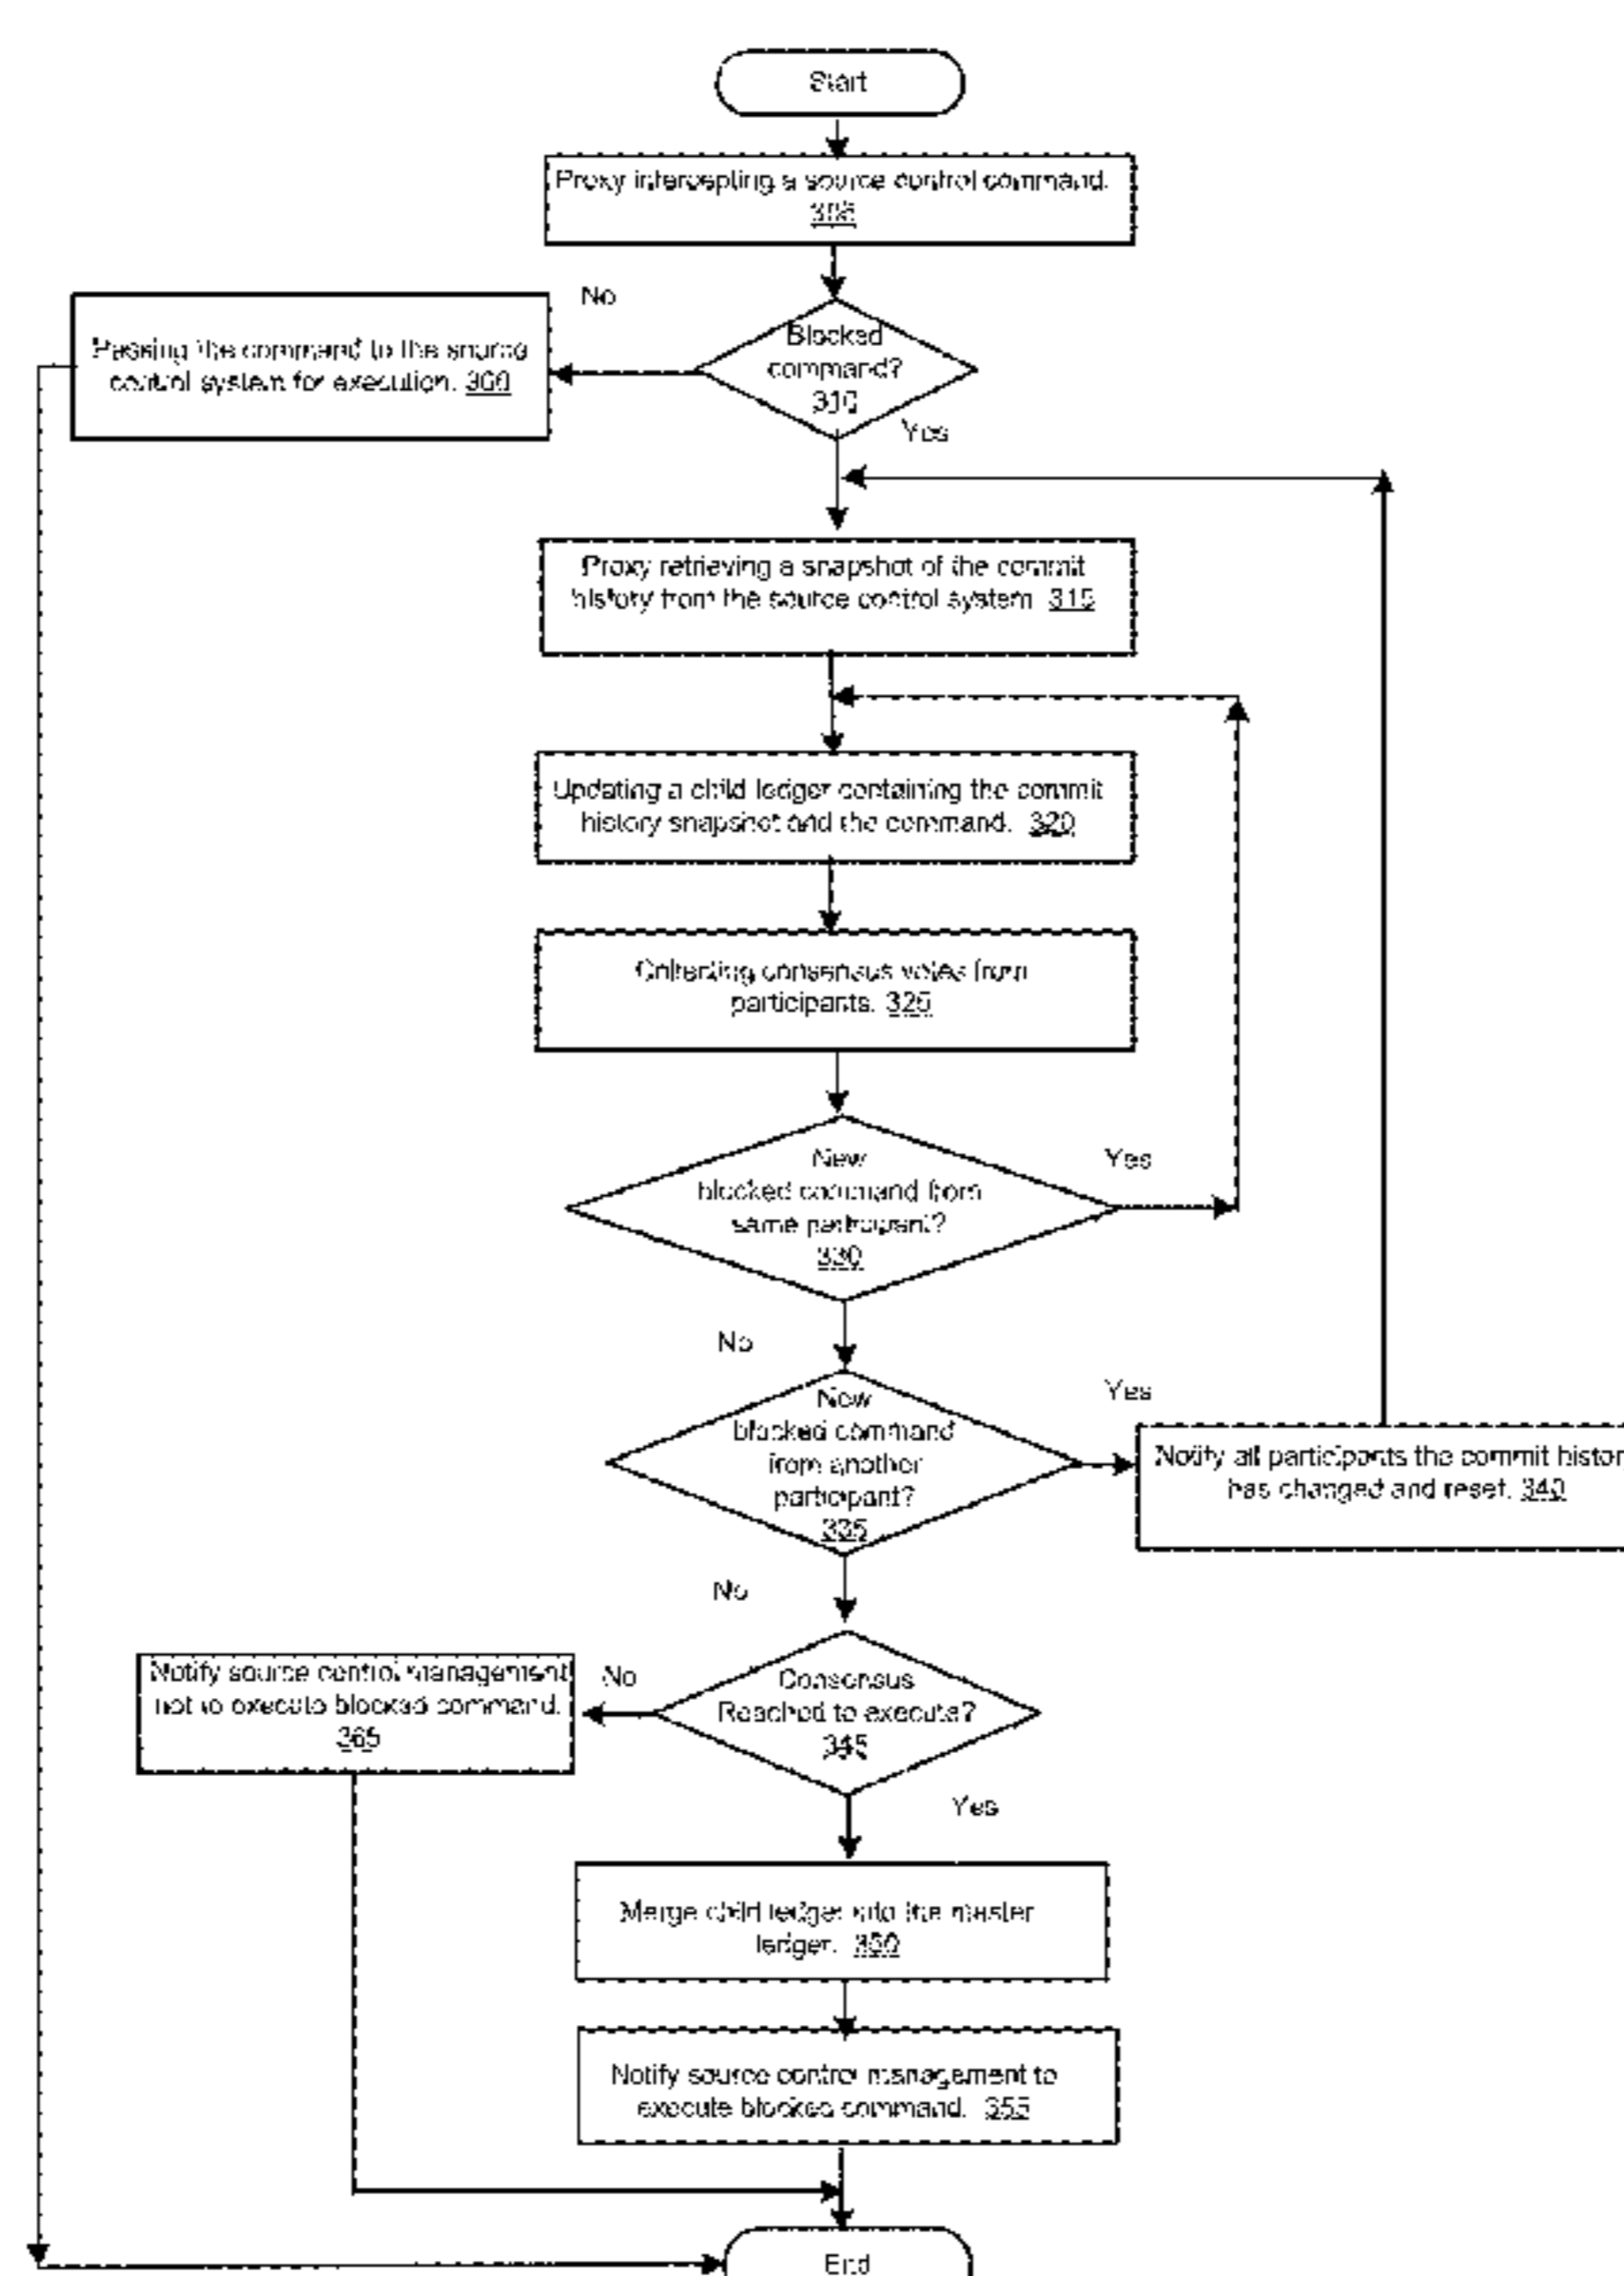 Start
Proxy intercepting a source control command.
305
No
Blocked
command?
310
Passing the command to the source
control system for execution. 360
Yes
Proxy retrieving a snapshot of the commit
history from the source control system 315
Updating a child ledger containing the commit
history snapshot and the command. 320
Collecting consensus votes from
participants. 325
New
blocked command from
same participant?
330
Yes
No
New
blocked command
from another
participant?
335
Yes
Notify all participants the commit histor
has changed and reset. 340
No
Consensus
Reached to execute?
345
No
Notify source control management
not to execute blocked command.
365
Yes
Merge child ledger into the master
ledger. 350
Notify source control management to
execute blocked command. 355
End